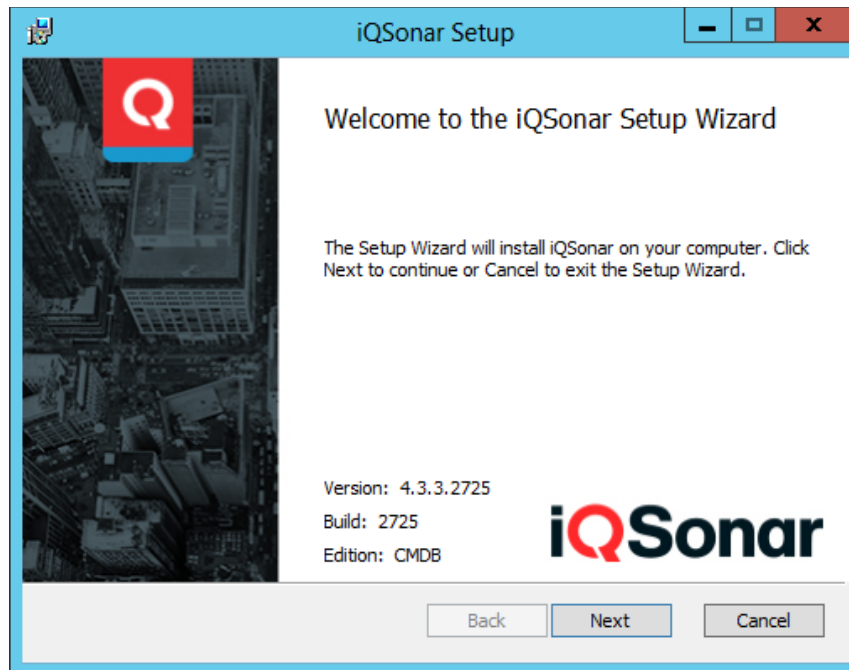 iQSonar Setup
Welcome to the iQSonar Setup Wizard
The Setup Wizard will install iQSonar on your computer. Click
Next to continue or Cancel to exit the Setup Wizard.
Version: 4.3.3.2725
Build: 2725
Edition: CMDB
iQSonar
Back Next Cancel